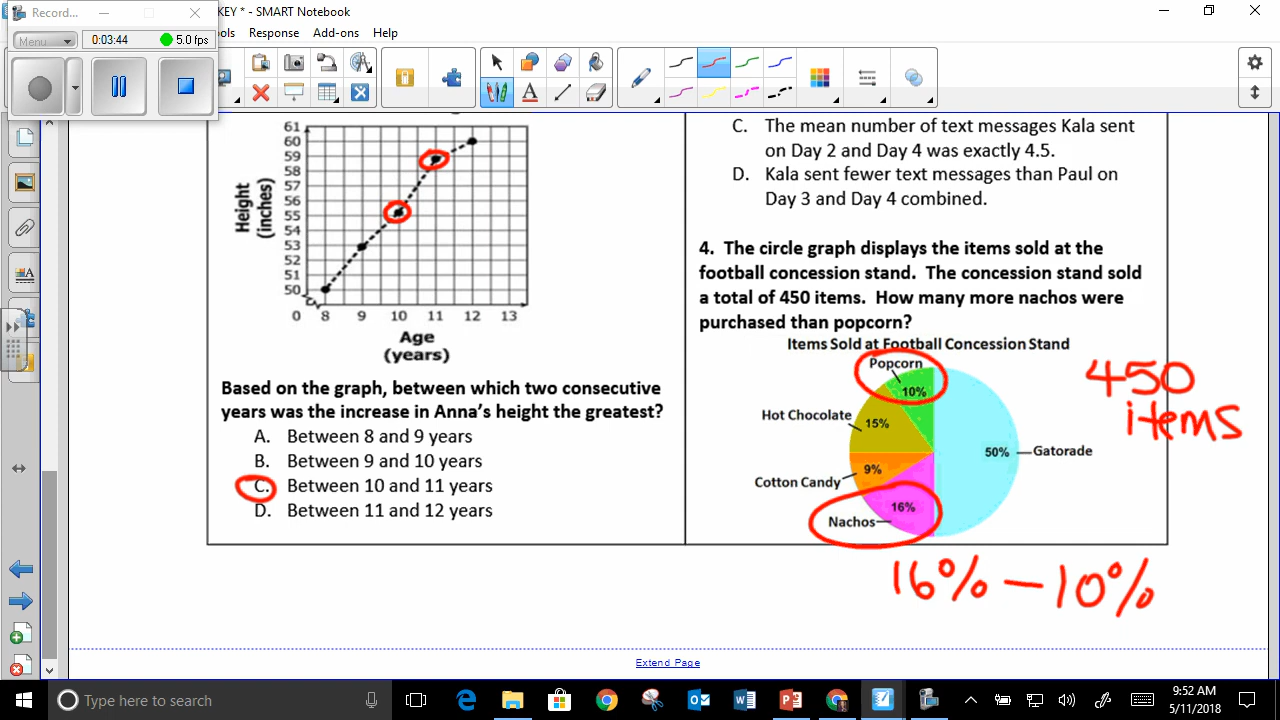 Record...
KEY * - SMART Notebook
ols Response Add-ons Help
Menu
0:03:44
5.0 fps
61
60
59
58
57
56
55
54
53
52
51
50
Height
(inches)
0 8 9 10 11 12 13
Age
(years)
Based on the graph, between which two consecutive
years was the increase in Anna's height the greatest?
A. Between 8 and 9 years
B. Between 9 and 10 years
C. Between 10 and 11 years
D. Between 11 and 12 years
C. The mean number of text messages Kala sent
on Day 2 and Day 4 was exactly 4.5.
D. Kala sent fewer text messages than Paul on
Day 3 and Day 4 combined.
4. The circle graph displays the items sold at the
football concession stand. The concession stand sold
a total of 450 items. How many more nachos were
purchased than popcorn?
Items Sold at Football Concession Stand
Popcorn
10%
Hot Chocolate
15%
50%
Gatorade
9%
Cotton Candy
16%
Nachos
450
items
16% - 10%
Extend Page
Type here to search
9:52 AM
5/11/2018